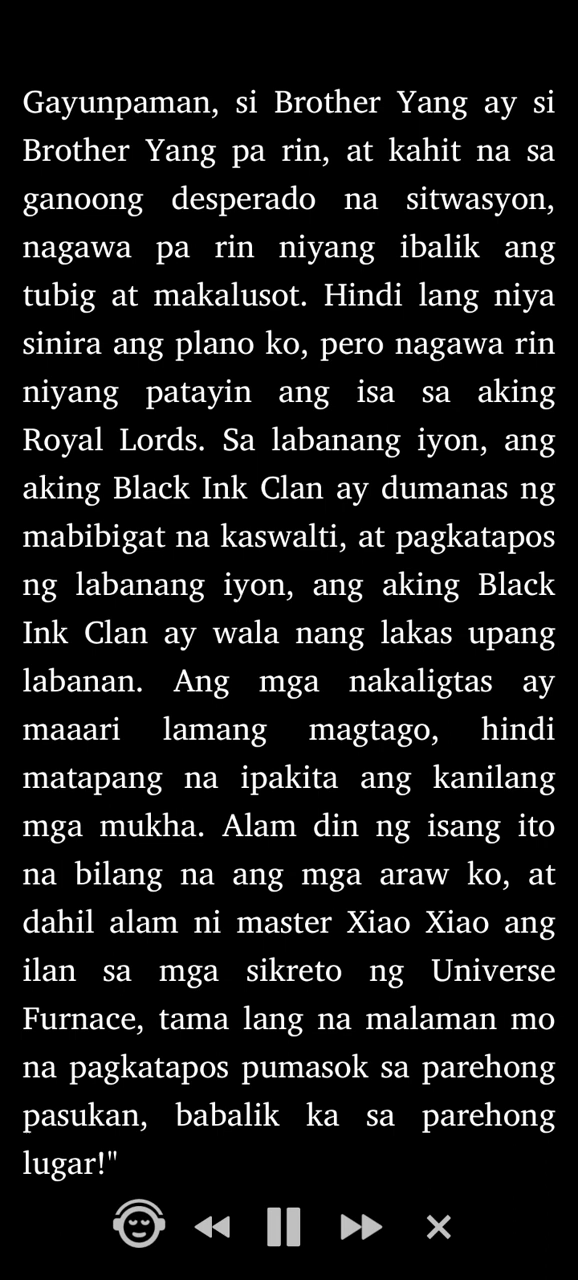 Gayunpaman, si Brother Yang ay si
Brother Yang pa rin, at kahit na sa
ganoong desperado na sitwasyon,
nagawa pa rin niyang ibalik ang
tubig at makalusot. Hindi lang niya
sinira ang plano ko, pero nagawa rin
niyang patayin ang isa sa aking
Royal Lords. Sa labanang iyon, ang
aking Black Ink Clan ay dumanas ng
mabibigat na kaswalti, at pagkatapos
ng labanang iyon, ang aking Black
Ink Clan ay wala nang lakas upang
labanan. Ang mga nakaligtas ay
maaari lamang magtago, hindi
matapang na ipakita ang kanilang
mga mukha. Alam din ng isang ito
na bilang na ang mga araw ko, at
dahil alam ni master Xiao Xiao ang
ilan sa mga sikreto ng Universe
Furnace, tama lang na malaman mo
na pagkatapos pumasok sa parehong
pasukan, babalik ka sa parehong
lugar!"